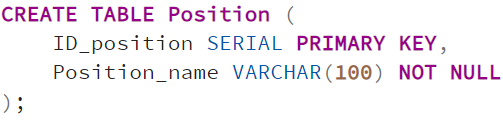 CREATE TABLE Position (
    ID_position SERIAL PRIMARY KEY,
    Position_name VARCHAR(100) NOT NULL
);